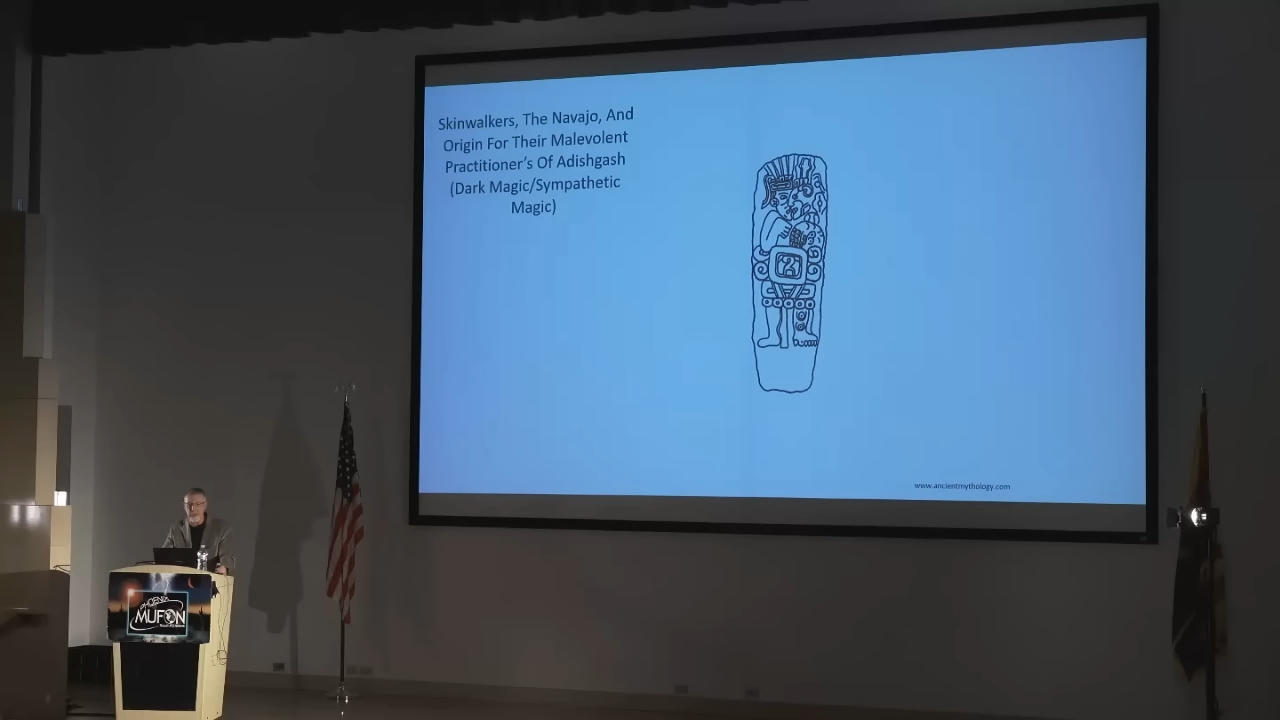 Skinwalkers, The Navajo, And
Origin For Their Malevolent
Practitioner's Of Adishgash
(Dark Magic/Sympathetic
Magic)
www.ancientmythology.com
PHOENIX
MUFON